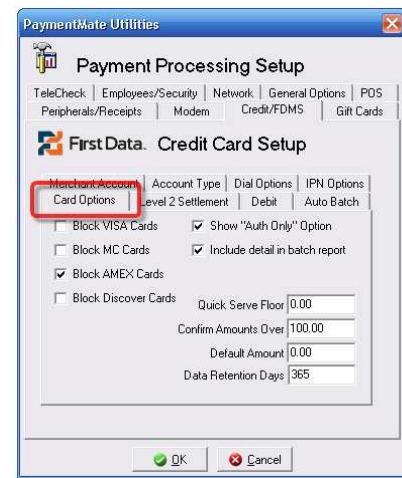 PaymentMate Utilities
Payment Processing Setup
TeleCheck Employees/Security Network General Options POS
Peripherals/Receipts Modem Credit/FDMS Gift Cards
First Data. Credit Card Setup
Merchant Account Account Type Dial Options IPN Options
Card Options Level 2 Settlement Debit Auto Batch
Block VISA Cards Show "Auth Only" Option
Block MC Cards Include detail in batch report
Block AMEX Cards
Block Discover Cards
Quick Serve Floor 0.00
Confirm Amounts Over 100.00
Default Amount 0.00
Data Retention Days 365
OK Cancel